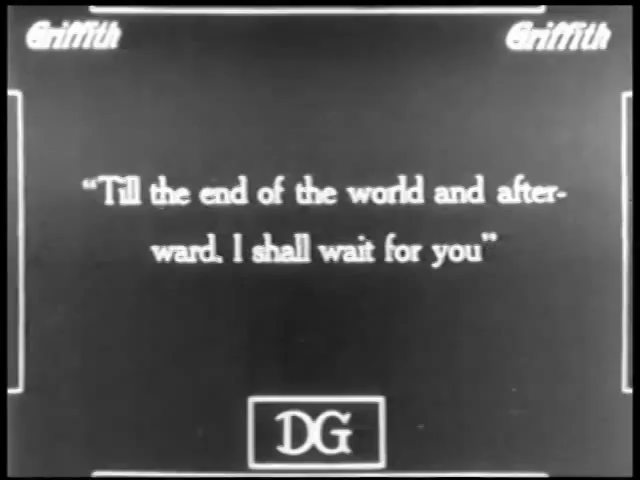 Griffith Griffith
“Till the end of the world and after-
ward. I shall wait for you”
DG